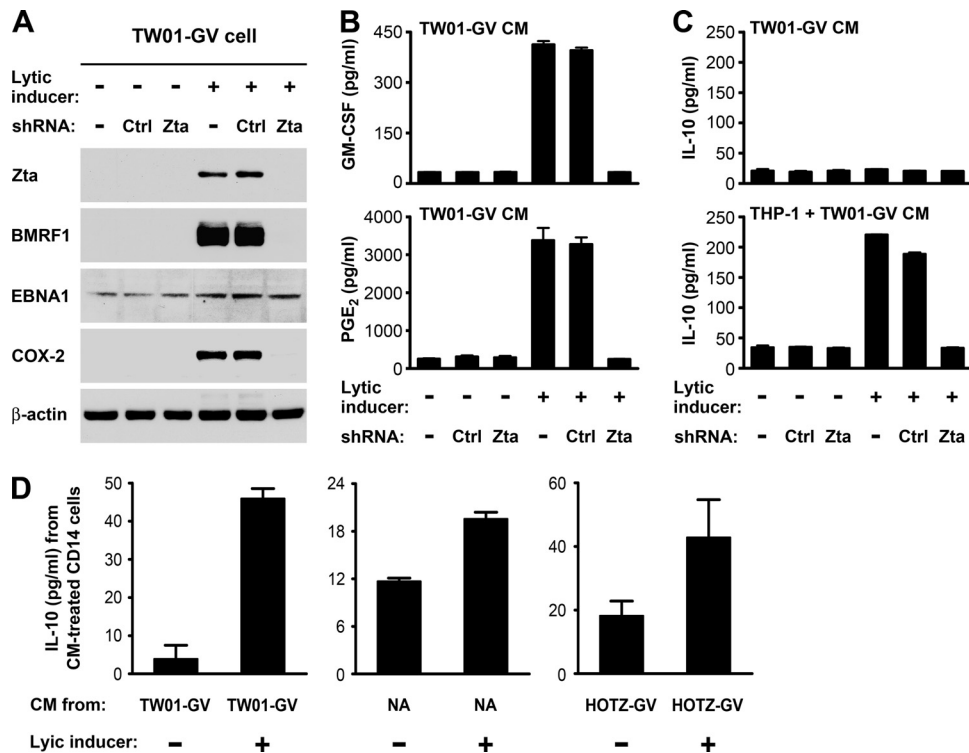 A
TW01-GV cell
Lytic inducer: - - - + + +
shRNA: - Ctrl Zta - Ctrl Zta
Zta
BMRF1
EBNA1
COX-2
β-actin
B
TW01-GV CM
GM-CSF (pg/ml)
450
300
150
0
TW01-GV CM
PGE2 (pg/ml)
4000
3000
2000
1000
0
Lytic inducer: - - - + + +
shRNA: - Ctrl Zta - Ctrl Zta
C
TW01-GV CM
IL-10 (pg/ml)
250
200
150
100
50
0
THP-1 + TW01-GV CM
IL-10 (pg/ml)
250
200
150
100
50
0
Lytic inducer: - - - + + +
shRNA: - Ctrl Zta - Ctrl Zta
D
IL-10 (pg/ml) from
CM-treated CD14 cells
50
40
30
20
10
0
24
18
12
6
0
60
40
20
0
CM from: TW01-GV TW01-GV NA NA HOTZ-GV HOTZ-GV
Lyic inducer: - + - + - +